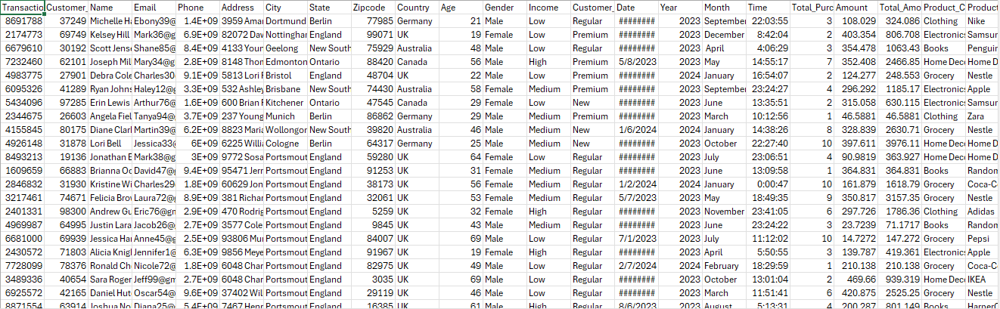 Transactio Customer_ Name Email Phone Address City State Zipcode Country Age Gender Income Customer_ Date Year Month Time Total_Purc Amount Total_Amo Product_C Product
8691788 37249 Michelle Ha Ebony39@g 1.4E+09 3959 Aman Dortmund Berlin 77985 Germany 21 Male Low Regular ######## 2023 September 22:03:55 3 108.029 324.086 Clothing Nike
2174773 69749 Kelsey Hill Mark36@gm 6.9E+09 82072 Daw Nottingham England 99071 UK 19 Female Low Premium ######## 2023 December 8:42:04 2 403.354 806.708 Electronics Samsun
6679610 30192 Scott Jens Shane85@g 8.4E+09 4133 Youn Geelong New South 75929 Australia 48 Male Low Regular ######## 2023 April 4:06:29 3 354.478 1063.43 Books Penguin
7232460 62101 Joseph Mil Mary34@gm 2.8E+09 8148 Thom Edmonton Ontario 88420 Canada 56 Male High Premium 5/8/2023 2023 May 14:55:17 7 352.408 2466.85 Home Deco Home D
4983775 27901 Debra Cole Charles30 9.1E+09 5813 Lori F Bristol England 48704 UK 22 Male Low Premium ######## 2024 January 16:54:07 2 124.277 248.553 Grocery Nestle
6095326 41289 Ryan Johns Haley12@g 3.3E+09 532 Ashley Brisbane New South 74430 Australia 58 Male Medium Premium ######## 2023 September 23:24:27 4 296.292 1185.17 Electronics Apple
5434096 97285 Erin Lewis Arthur76@ 1.6E+09 600 Brian F Kitchener Ontario 47545 Canada 29 Female Low New ######## 2023 June 13:35:51 2 315.058 630.115 Electronics Samsun
2344675 26603 Angela Fiel Tanya94@g 3.7E+09 237 Young Munich Berlin 86862 Germany 29 Male Medium Premium ######## 2023 March 10:12:56 1 46.5881 46.5881 Clothing Zara
4155845 80175 Diane Clar Martin39@ 6.2E+09 8823 Maria Wollongon New South 39820 Australia 46 Male Medium New 1/6/2024 2024 January 14:38:26 8 328.839 2630.71 Grocery Nestle
4926148 31878 Lori Bell Jessica33 6E+09 6225 Willia Cologne Berlin 64317 Germany 25 Male Medium New ######## 2023 October 22:27:40 10 397.611 3976.11 Home Deco Home D
8493213 19136 Jonathan E Mark38@g 3E+09 9772 Sosa Portsmout England 59280 UK 64 Female Low Regular ######## 2023 July 23:06:51 4 90.9819 363.927 Home Deco Home D
1609659 66883 Brianna Oc David47@g 9.4E+09 95471 Jerr Portsmout England 91253 UK 31 Female Medium Regular ######## 2023 June 13:09:58 1 364.831 364.831 Books Random
2846832 31930 Kristine Wi Charles29 1.8E+09 60629 Jon Portsmout England 38173 UK 56 Male Medium Regular 1/2/2024 2024 January 0:00:47 10 161.879 1618.79 Grocery Coca-C
3217461 74671 Felicia Brov Laura72@g 8.9E+09 381 Richar Portsmout England 32061 UK 53 Female Medium Regular 5/7/2023 2023 May 18:49:35 9 350.817 3157.35 Grocery Nestle
2401331 98300 Andrew Gu Eric76@gm 2.9E+09 470 Rodrig Portsmout England 5259 UK 32 Female High Regular ######## 2023 November 23:41:05 6 297.726 1786.36 Clothing Adidas
4969987 64995 Justin Lara Jacob26@g 2.7E+09 3577 Cole Portsmout England 9845 UK 43 Male Medium Regular ######## 2023 June 23:24:22 3 23.7239 71.1717 Books Random
6681000 69939 Jessica Ha Anne45@g 2.5E+09 93806 Mur Portsmout England 84007 UK 69 Male Low Regular 7/1/2023 2023 July 11:12:02 10 14.7272 147.272 Grocery Pepsi
2430572 71803 Alicia Knigl Jennifer1@ 6.3E+09 9856 Meye Portsmout England 91967 UK 19 Female High Regular ######## 2023 April 5:50:55 3 139.787 419.361 Electronics Apple
7728099 78376 Ronald Ch Nicole72@ 1.8E+09 6048 Char Portsmout England 82975 UK 49 Male Low Regular 2/7/2024 2024 February 18:29:59 1 210.138 210.138 Grocery Coca-C
3489336 40654 Sara Roger Jeff99@gm 2.7E+09 6048 Char Portsmout England 3035 UK 69 Male Low Regular ######## 2023 October 13:01:04 2 469.66 939.319 Home Dec IKEA
6925572 42165 Daniel Hut Oscar54@ 9.6E+09 37402 Wil Portsmout England 29119 UK 46 Male Low Regular ######## 2023 March 11:51:41 6 420.875 2525.25 Grocery Nestle
8871554 63914 Joshua No Diana25@ 5.4E+09 7467 Henr Portsmout England 16385 UK 61 Male High Regular 8/6/2023 2023 August 5:13:31 4 200.287 801.149 Books HarperC